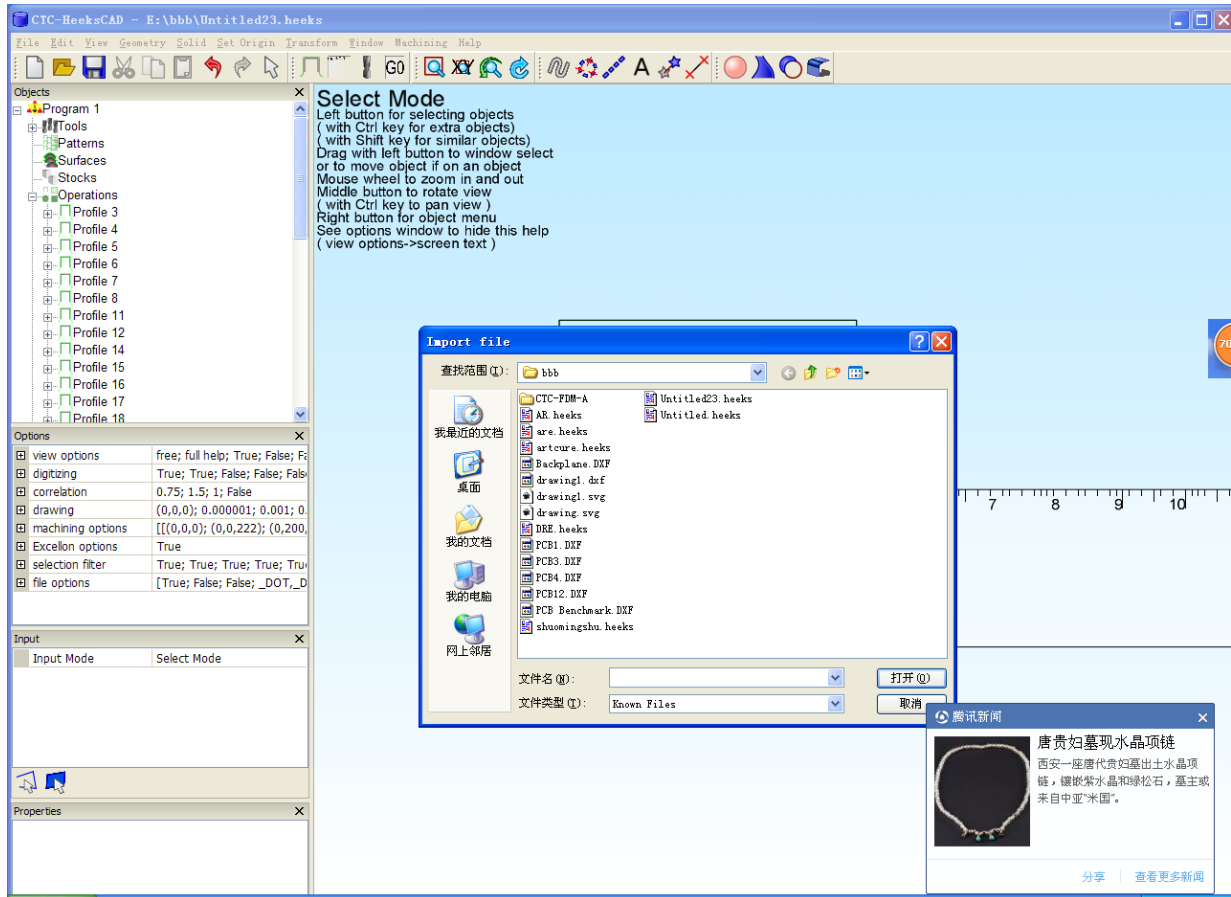 CTC-HeeksCAD - E:\bbb\Untitled23.heeks
File Edit View Geometry Solid Set Origin Transform Window Machining Help
G0
A
Objects
Program 1
Tools
Patterns
Surfaces
Stocks
Operations
Profile 3
Profile 4
Profile 5
Profile 6
Profile 7
Profile 8
Profile 11
Profile 12
Profile 14
Profile 15
Profile 16
Profile 17
Profile 18
Options
view options free; full help; True; False; Fa
digitizing True; True; False; False; Fals
correlation 0.75; 1.5; 1; False
drawing (0,0,0); 0.000001; 0.001; 0.
machining options [[(0,0,0); (0,0,222); (0,200,
Excellon options True
selection filter True; True; True; True; Tru
file options [True; False; False; _DOT,_D
Input
Input Mode Select Mode
Properties
Select Mode
Left button for selecting objects
( with Ctrl key for extra objects)
( with Shift key for similar objects)
Drag with left button to window select
or to move object if on an object
Mouse wheel to zoom in and out
Middle button to rotate view
( with Ctrl key to pan view )
Right button for object menu
See options window to hide this help
( view options->screen text )
Import file
查找范围(I): bbb
我最近的文档
桌面
我的文档
我的电脑
网上邻居
CTC-FDM-A
AR.heeks
are.heeks
artcure.heeks
Backplane.DXF
drawing1.dxf
drawing1.svg
drawing.svg
DRE.heeks
PCB1.DXF
PCB3.DXF
PCB4.DXF
PCB12.DXF
PCB Benchmark.DXF
shuomingshu.heeks
Untitled23.heeks
Untitled.heeks
文件名(N): 打开(O)
文件类型(T): Known Files 取消
7 8 9 10
70
腾讯新闻
唐贵妇墓现水晶项链
西安一座唐代贵妇墓出土水晶项
链，镶嵌紫水晶和绿松石，墓主或
来自中亚“米国”。
分享 查看更多新闻